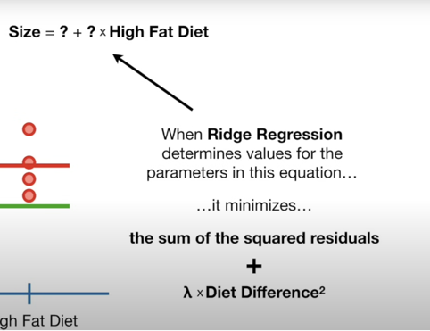 Size = ? + ? × High Fat Diet
When Ridge Regression
determines values for the
parameters in this equation…
…it minimizes…
the sum of the squared residuals
+
λ ×Diet Difference²
gh Fat Diet